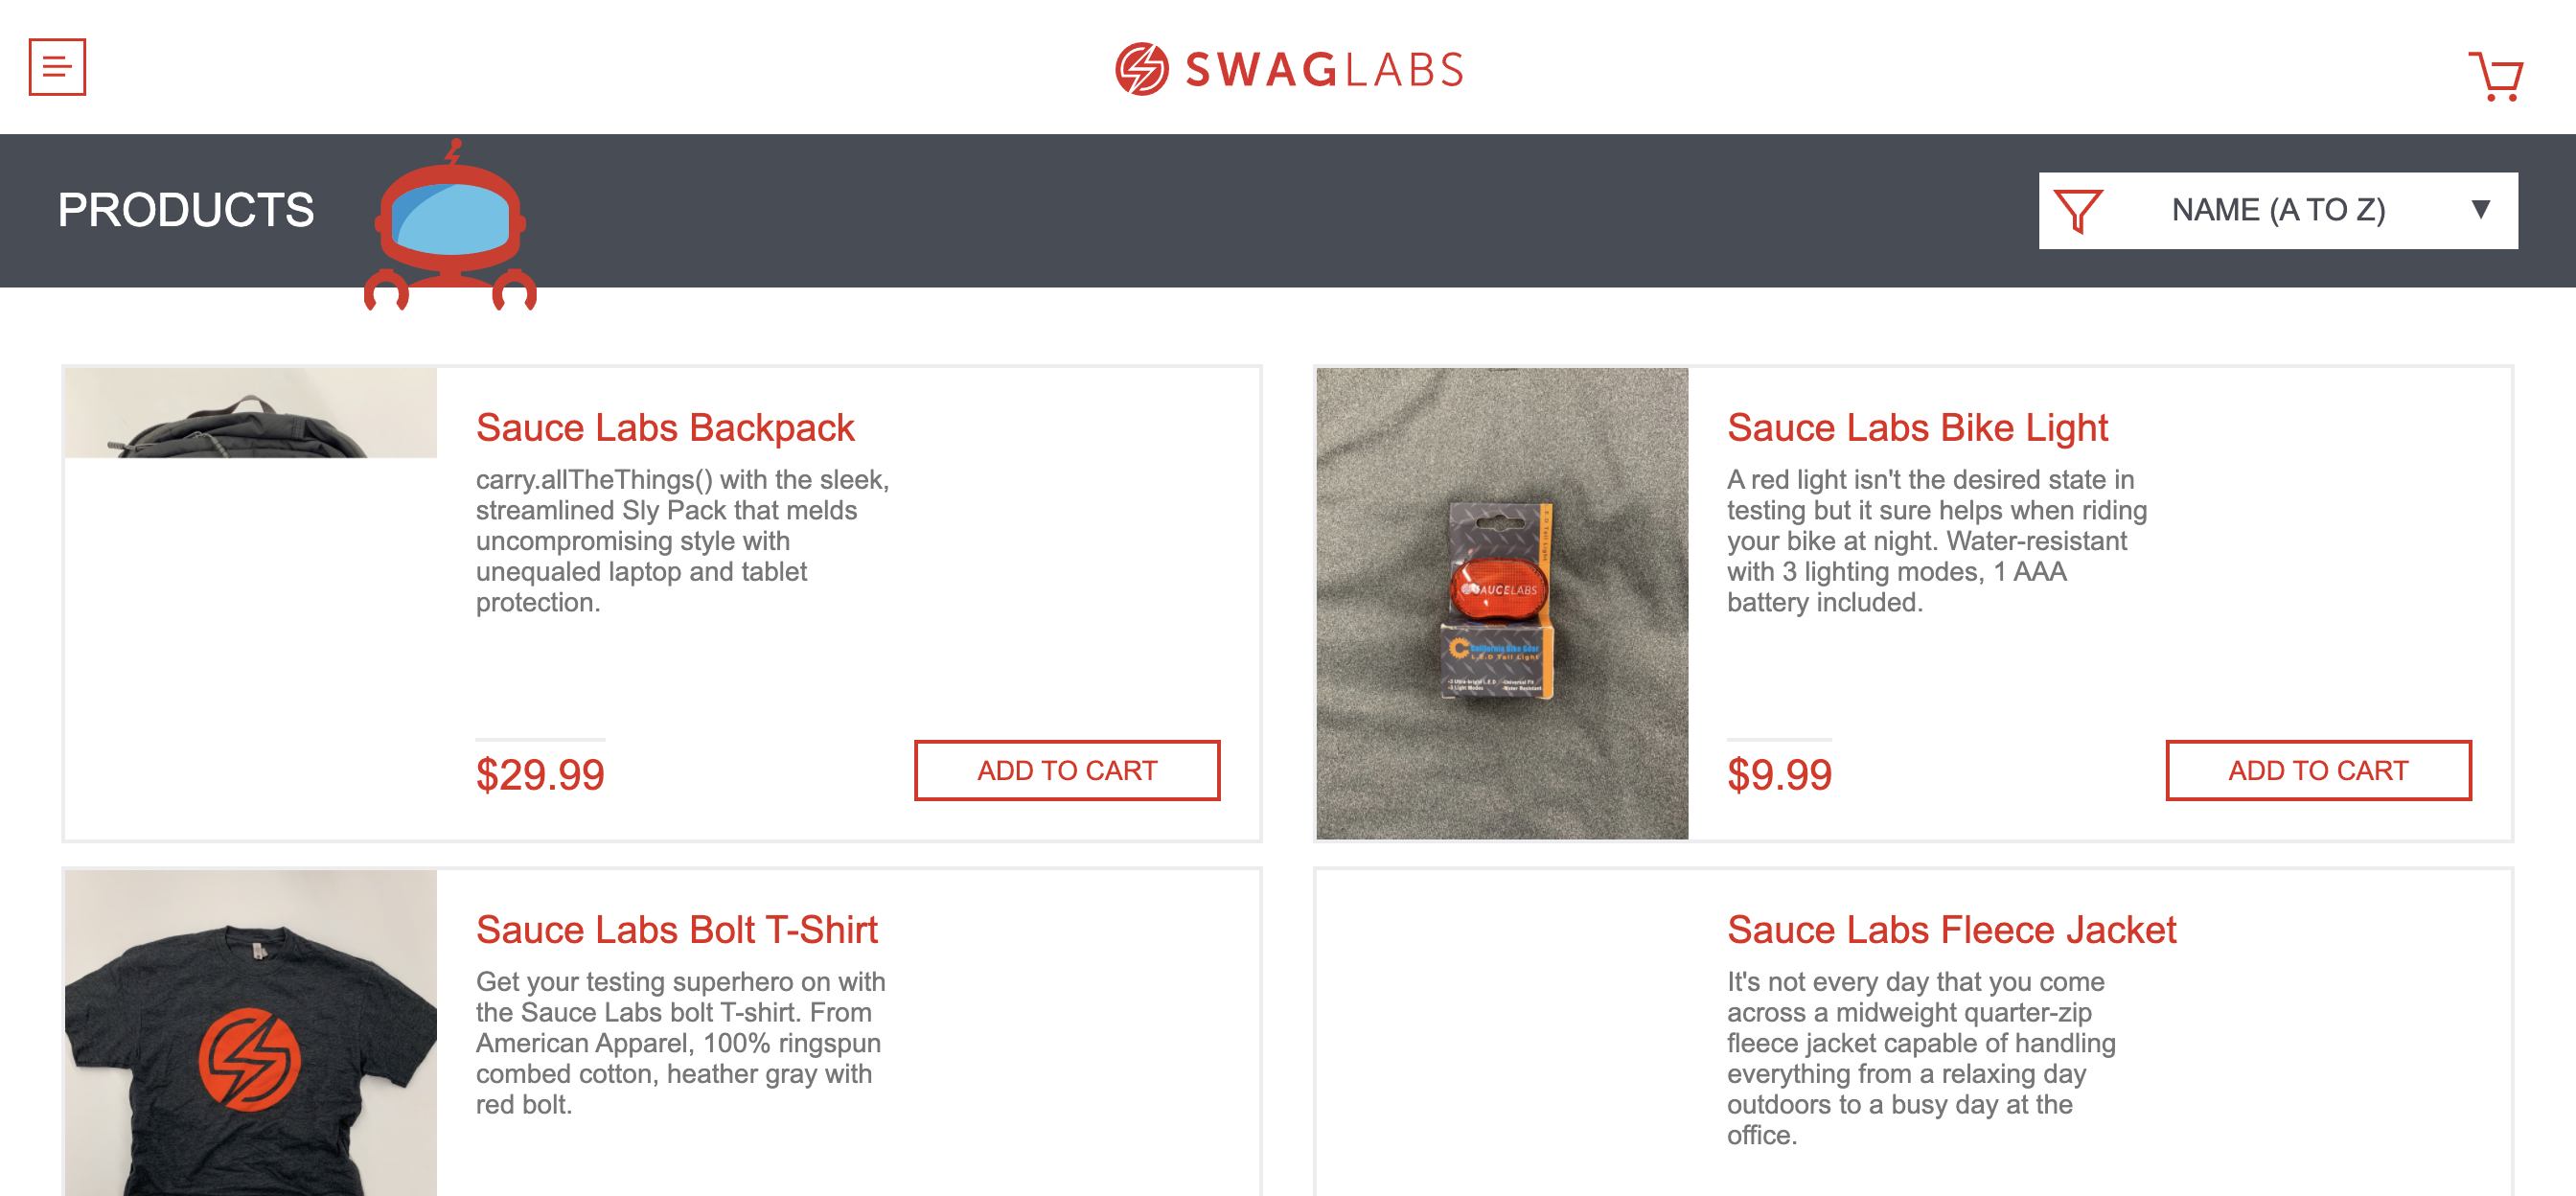 SWAGLABS
PRODUCTS
NAME (A TO Z)
Sauce Labs Backpack
carry.allTheThings() with the sleek,
streamlined Sly Pack that melds
uncompromising style with
unequaled laptop and tablet
protection.
$29.99
ADD TO CART
Sauce Labs Bike Light
A red light isn't the desired state in
testing but it sure helps when riding
your bike at night. Water-resistant
with 3 lighting modes, 1 AAA
battery included.
SAUCELABS
California Bike Gear
L.E.D Tail Light
$9.99
ADD TO CART
Sauce Labs Bolt T-Shirt
Get your testing superhero on with
the Sauce Labs bolt T-shirt. From
American Apparel, 100% ringspun
combed cotton, heather gray with
red bolt.
Sauce Labs Fleece Jacket
It's not every day that you come
across a midweight quarter-zip
fleece jacket capable of handling
everything from a relaxing day
outdoors to a busy day at the
office.